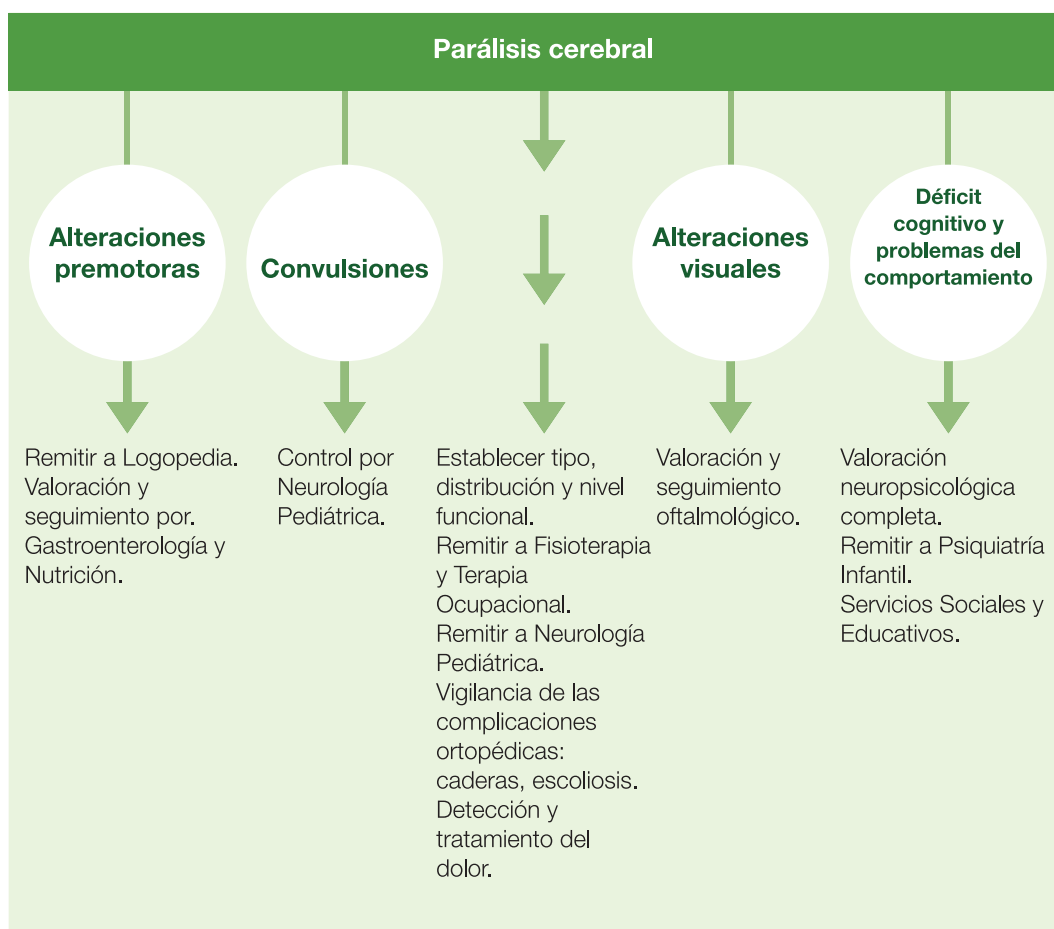 Parálisis cerebral
Alteraciones
premotoras
Convulsiones
Alteraciones
visuales
Déficit
cognitivo y
problemas del
comportamiento
Remitir a Logopedia.
Valoración y
seguimiento por.
Gastroenterología y
Nutrición.
Control por
Neurología
Pediátrica.
Establecer tipo,
distribución y nivel
funcional.
Remitir a Fisioterapia
y Terapia
Ocupacional.
Remitir a Neurología
Pediátrica.
Vigilancia de las
complicaciones
ortopédicas:
caderas, escoliosis.
Detección y
tratamiento del
dolor.
Valoración y
seguimiento
oftalmológico.
Valoración
neuropsicológica
completa.
Remitir a Psiquiatría
Infantil.
Servicios Sociales y
Educativos.